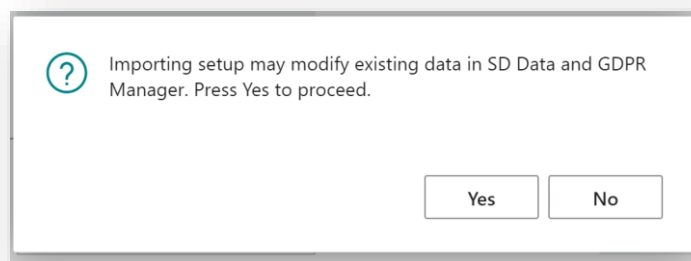 Importing setup may modify existing data in SD Data and GDPR
Manager. Press Yes to proceed.
Yes
No